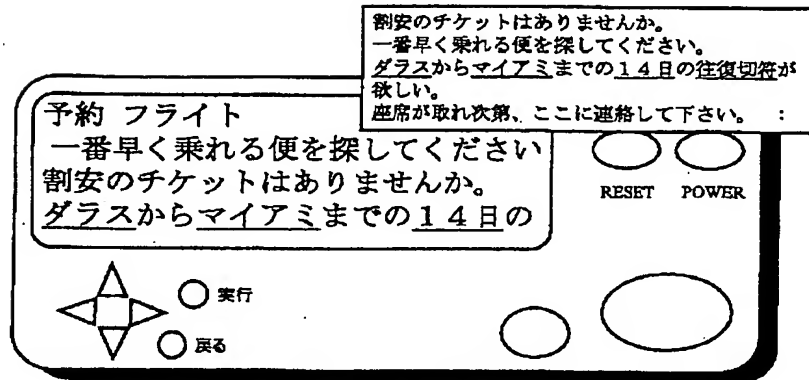 割安のチケットはありませんか。
一番早く乗れる便を探してください。
ダラスからマイアミまでの14日の往復切符が
欲しい。
座席が取れ次第、ここに連絡して下さい。 :
予約 フライト
一番早く乗れる便を探してください
割安のチケットはありませんか。
ダラスからマイアミまでの14日の
RESET POWER
実行
戻る